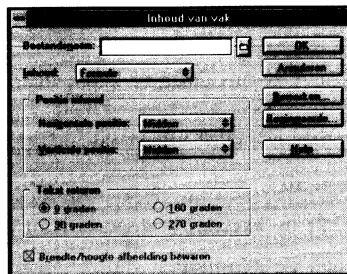 Inhoud van vak
Bestandsnaam:
OK
Inhoud: Formule
Annuleren
Positie inhoud
Horizontale positie: Midden
Verticale positie: Midden
Help
Tekst roteren
0 graden
180 graden
90 graden
270 graden
Breedte/hoogte afbeelding bewaren